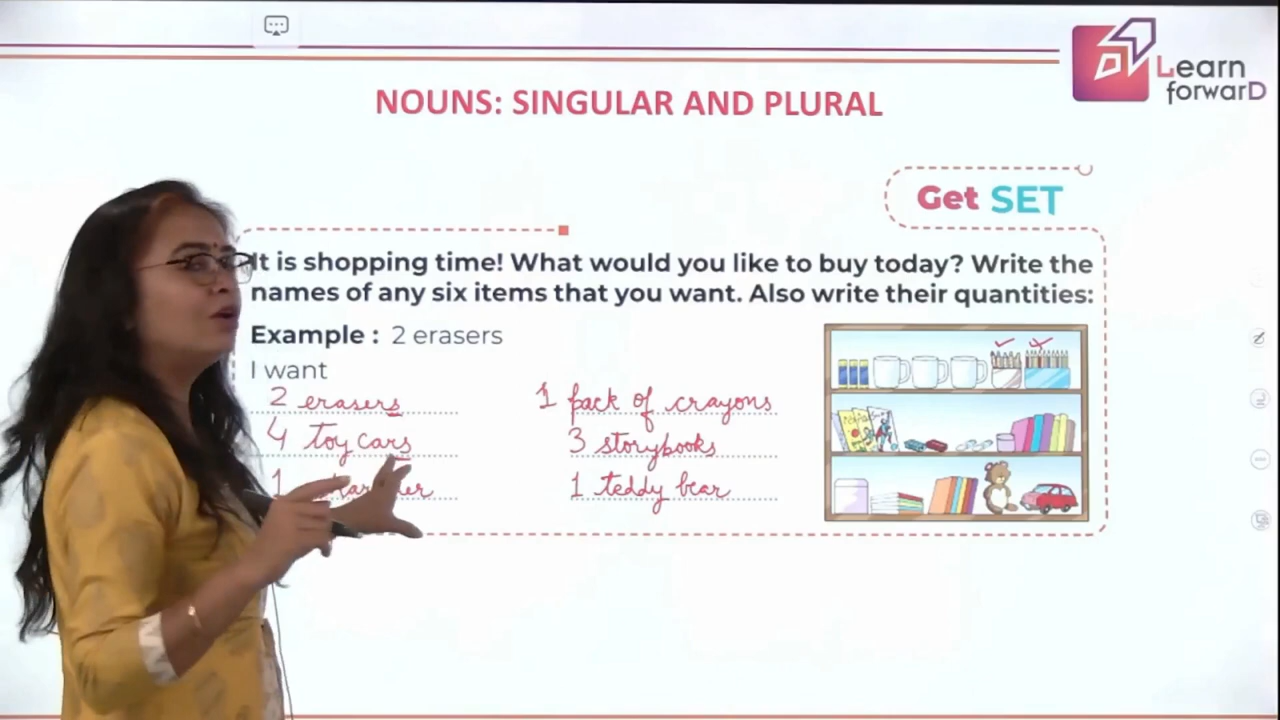 Learn
forwarD
NOUNS: SINGULAR AND PLURAL
Get SET
It is shopping time! What would you like to buy today? Write the
names of any six items that you want. Also write their quantities:
Example : 2 erasers
I want
2 erasers
1 pack of crayons
4 toy cars
3 storybooks
1
1 teddy bear